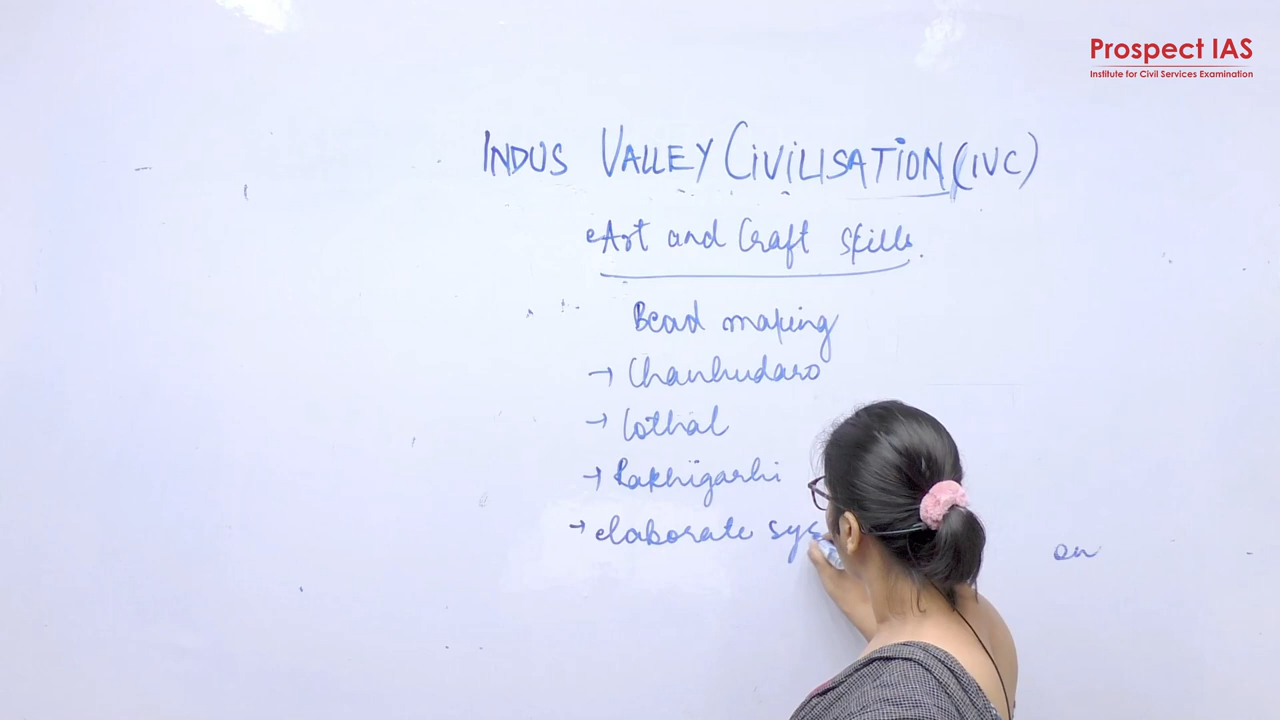 Prospect IAS
Institute for Civil Services Examination
INDUS VALLEY CIVILISATION (IVC)
Art and Craft skills.
Bead making
→ Chanhudaro
→ Lothal
→ Rakhigarhi
→ elaborate sys
on